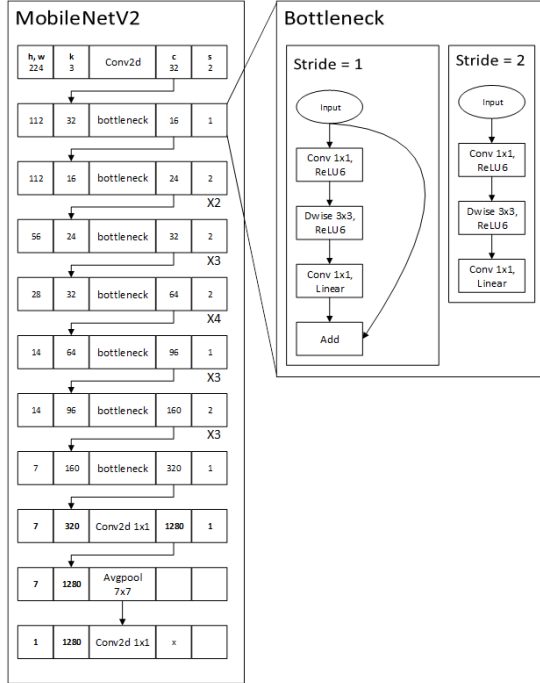 MobileNetV2
h, w k Conv2d c s
224 3 32 2
112 32 bottleneck 16 1
112 16 bottleneck 24 2
X2
56 24 bottleneck 32 2
X3
28 32 bottleneck 64 2
X4
14 64 bottleneck 96 1
X3
14 96 bottleneck 160 2
X3
7 160 bottleneck 320 1
7 320 Conv2d 1x1 1280 1
7 1280 Avgpool
7x7
1 1280 Conv2d 1x1 x
Bottleneck
Stride = 1
Input
Conv 1x1,
ReLU6
Dwise 3x3,
ReLU6
Conv 1x1,
Linear
Add
Stride = 2
Input
Conv 1x1,
ReLU6
Dwise 3x3,
ReLU6
Conv 1x1,
Linear